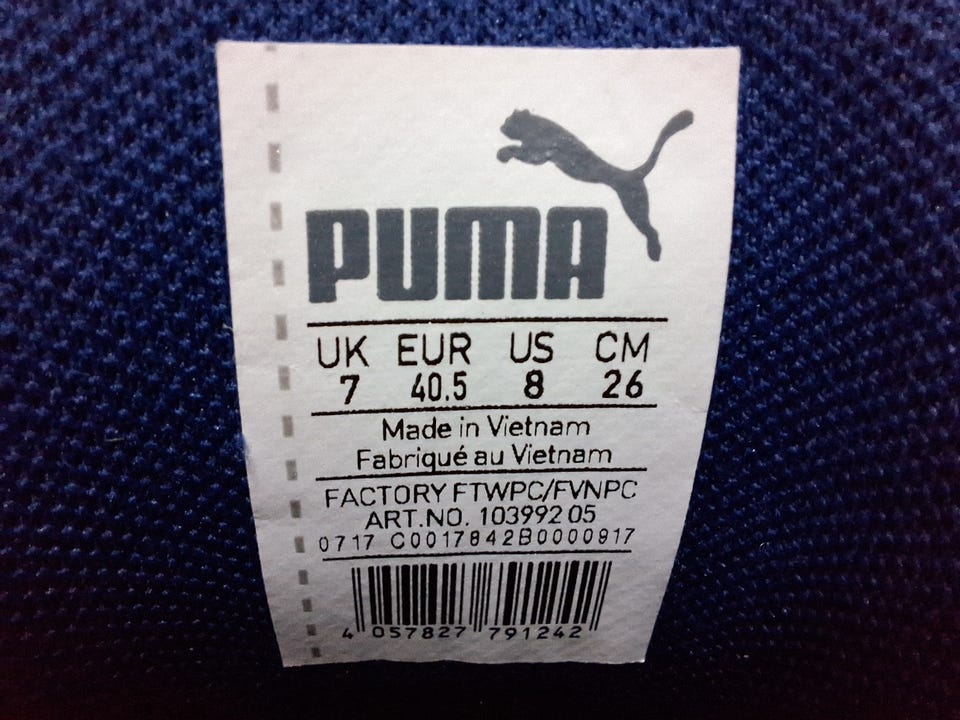 PUMA
UK EUR US CM
7 40.5 8 26
Made in Vietnam
Fabriqué au Vietnam
FACTORY FTWPC/FVNPC
ART.NO. 103992 05
0717 C0017842B0000917
4 057827 791242